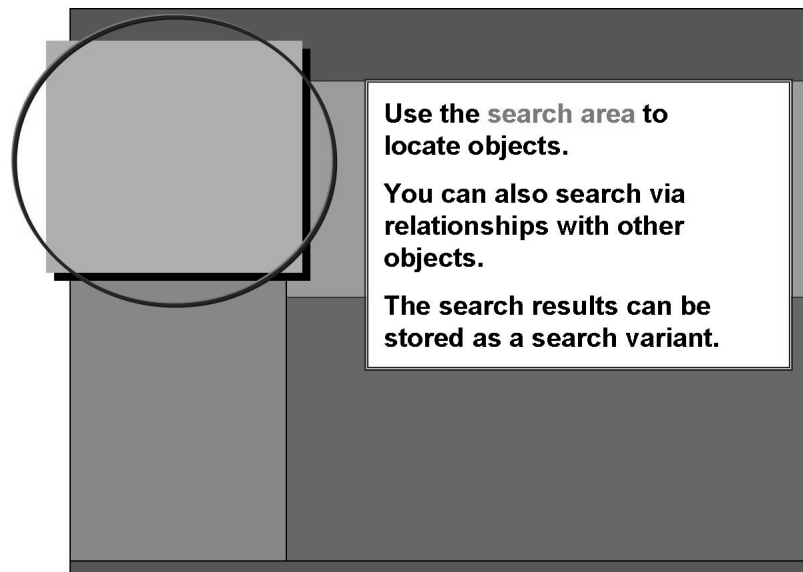 Use the search area to
locate objects.
You can also search via
relationships with other
objects.
The search results can be
stored as a search variant.